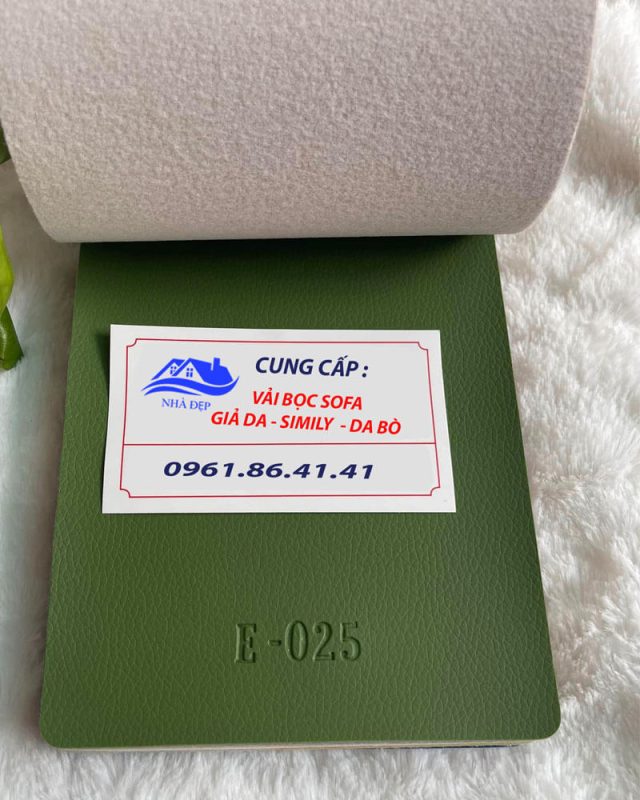 CUNG CẤP :
NHÀ ĐẸP
VẢI BỌC SOFA
GIẢ DA - SIMILY - DA BÒ
0961.86.41.41
E-025